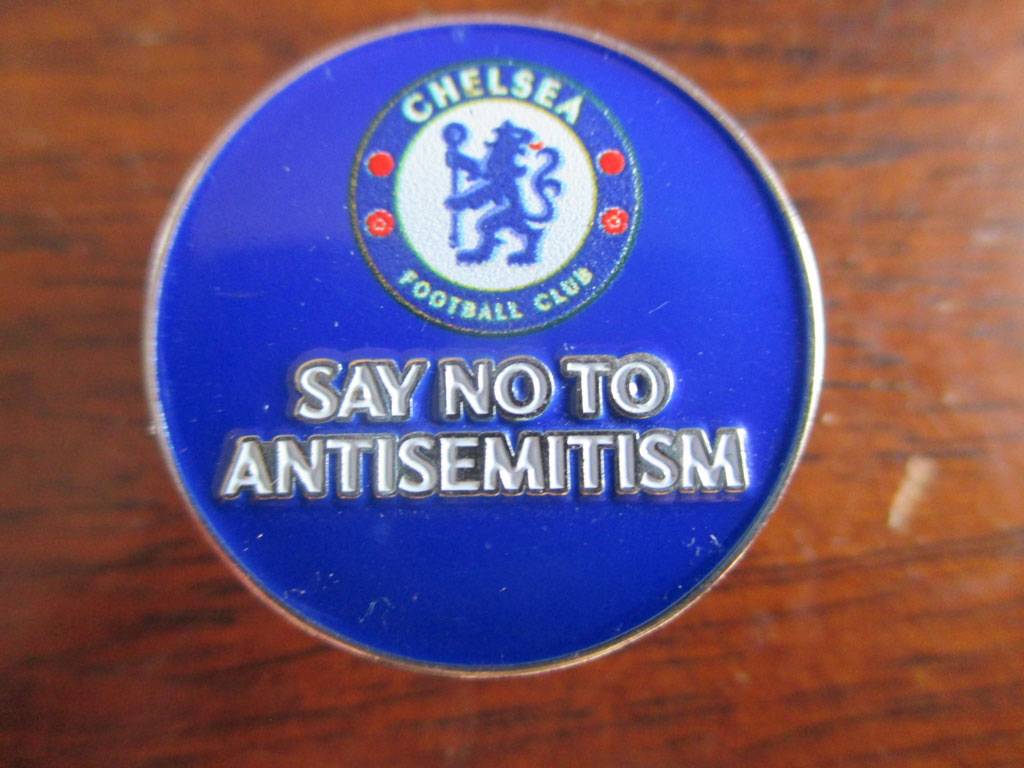 CHELSEA
FOOTBALL CLUB
SAY NO TO
ANTISEMITISM